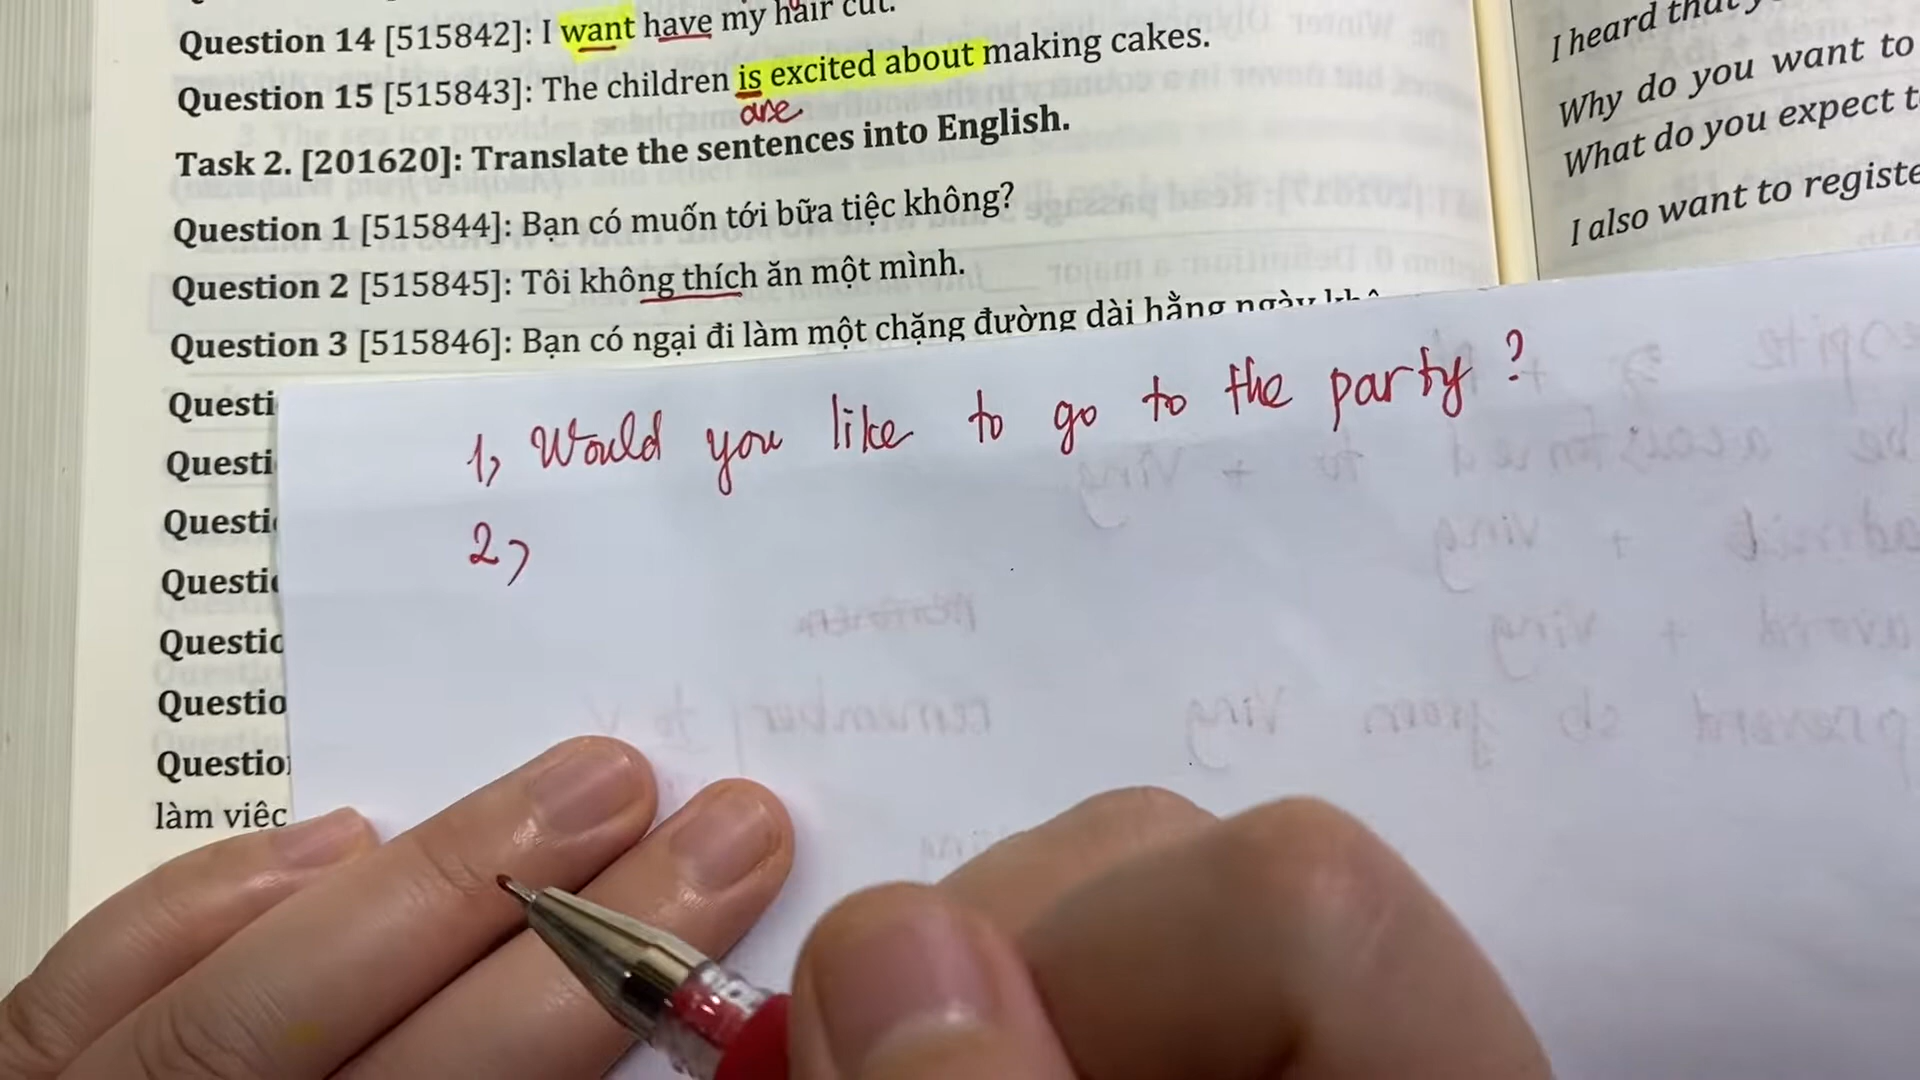 Question 14 [515842]: I want have my hair cut.
Question 15 [515843]: The children is excited about making cakes.
are
Task 2. [201620]: Translate the sentences into English.
Question 1 [515844]: Bạn có muốn tới bữa tiệc không?
Question 2 [515845]: Tôi không thích ăn một mình.
Question 3 [515846]: Bạn có ngại đi làm một chặng đường dài hằng ngày
làm việc
1, Would you like to go to the party?
2,
I heard that
Why do you want to
What do you expect
I also want to